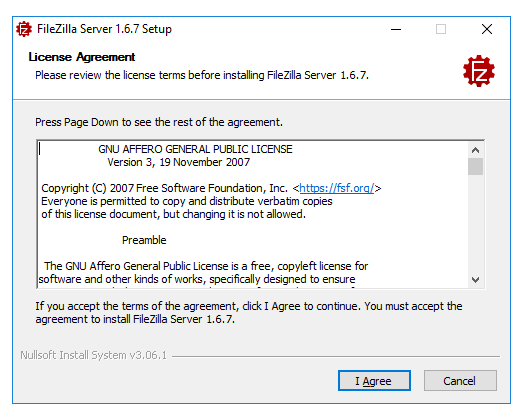 FileZilla Server 1.6.7 Setup
License Agreement
Please review the license terms before installing FileZilla Server 1.6.7.
FZ
Press Page Down to see the rest of the agreement.
GNU AFFERO GENERAL PUBLIC LICENSE
Version 3, 19 November 2007
Copyright (C) 2007 Free Software Foundation, Inc. <https://fsf.org/>
Everyone is permitted to copy and distribute verbatim copies
of this license document, but changing it is not allowed.
Preamble
The GNU Affero General Public License is a free, copyleft license for
software and other kinds of works, specifically designed to ensure
If you accept the terms of the agreement, click I Agree to continue. You must accept the
agreement to install FileZilla Server 1.6.7.
Nullsoft Install System v3.06.1
I Agree
Cancel